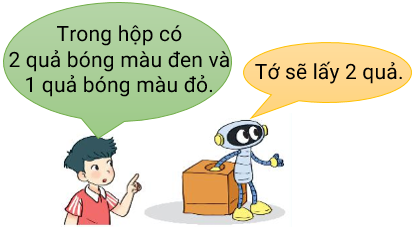 Trong hộp có
2 quả bóng màu đen và
1 quả bóng màu đỏ.
Tớ sẽ lấy 2 quả.